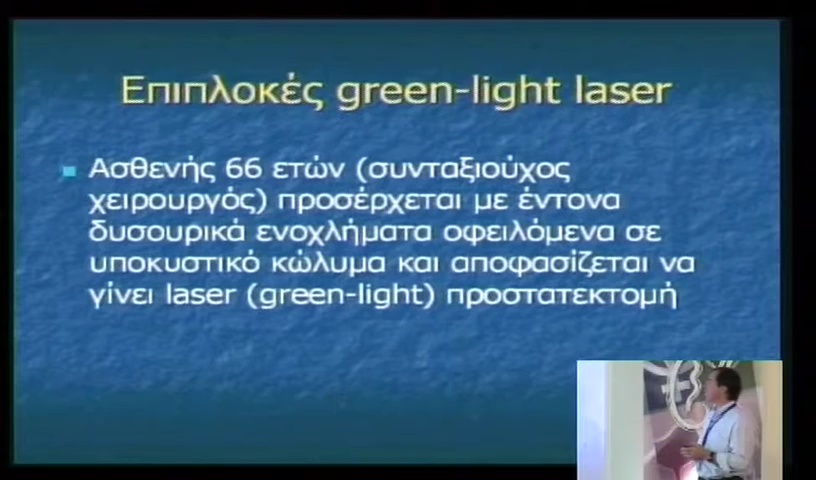 Επιπλοκές green-light laser
Ασθενής 66 ετών (συνταξιούχος
χειρουργός) προσέρχεται με έντονα
δυσουρικά ενοχλήματα οφειλόμενα σε
υποκυστικό κώλυμα και αποφασίζεται να
γίνει laser (green-light) προστατεκτομή